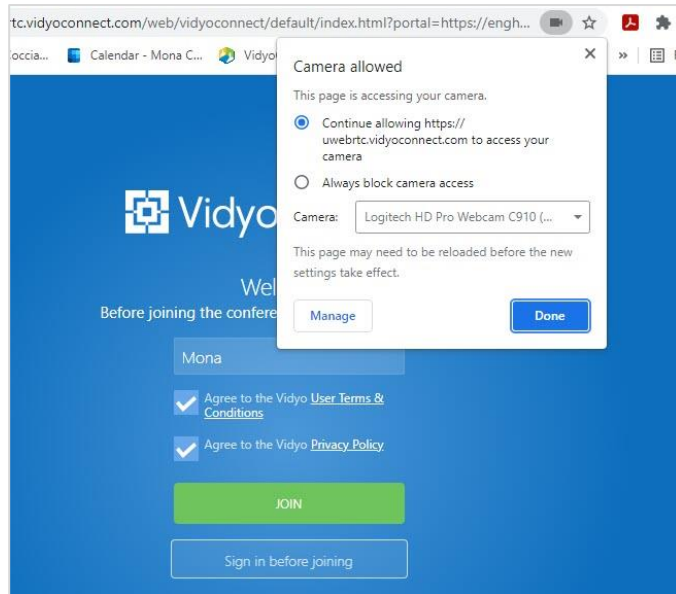 tc.vidyoconnect.com/web/vidyoconnect/default/index.html?portal=https://engh...
occia... Calendar - Mona C... Vidyo »
Camera allowed
This page is accessing your camera.
Continue allowing https://
uwebrtc.vidyoconnect.com to access your
camera
Always block camera access
Camera: Logitech HD Pro Webcam C910 (...
This page may need to be reloaded before the new
settings take effect.
Manage Done
Vidyo
Wel
Before joining the confere
Mona
Agree to the Vidyo User Terms &
Conditions
Agree to the Vidyo Privacy Policy
JOIN
Sign in before joining